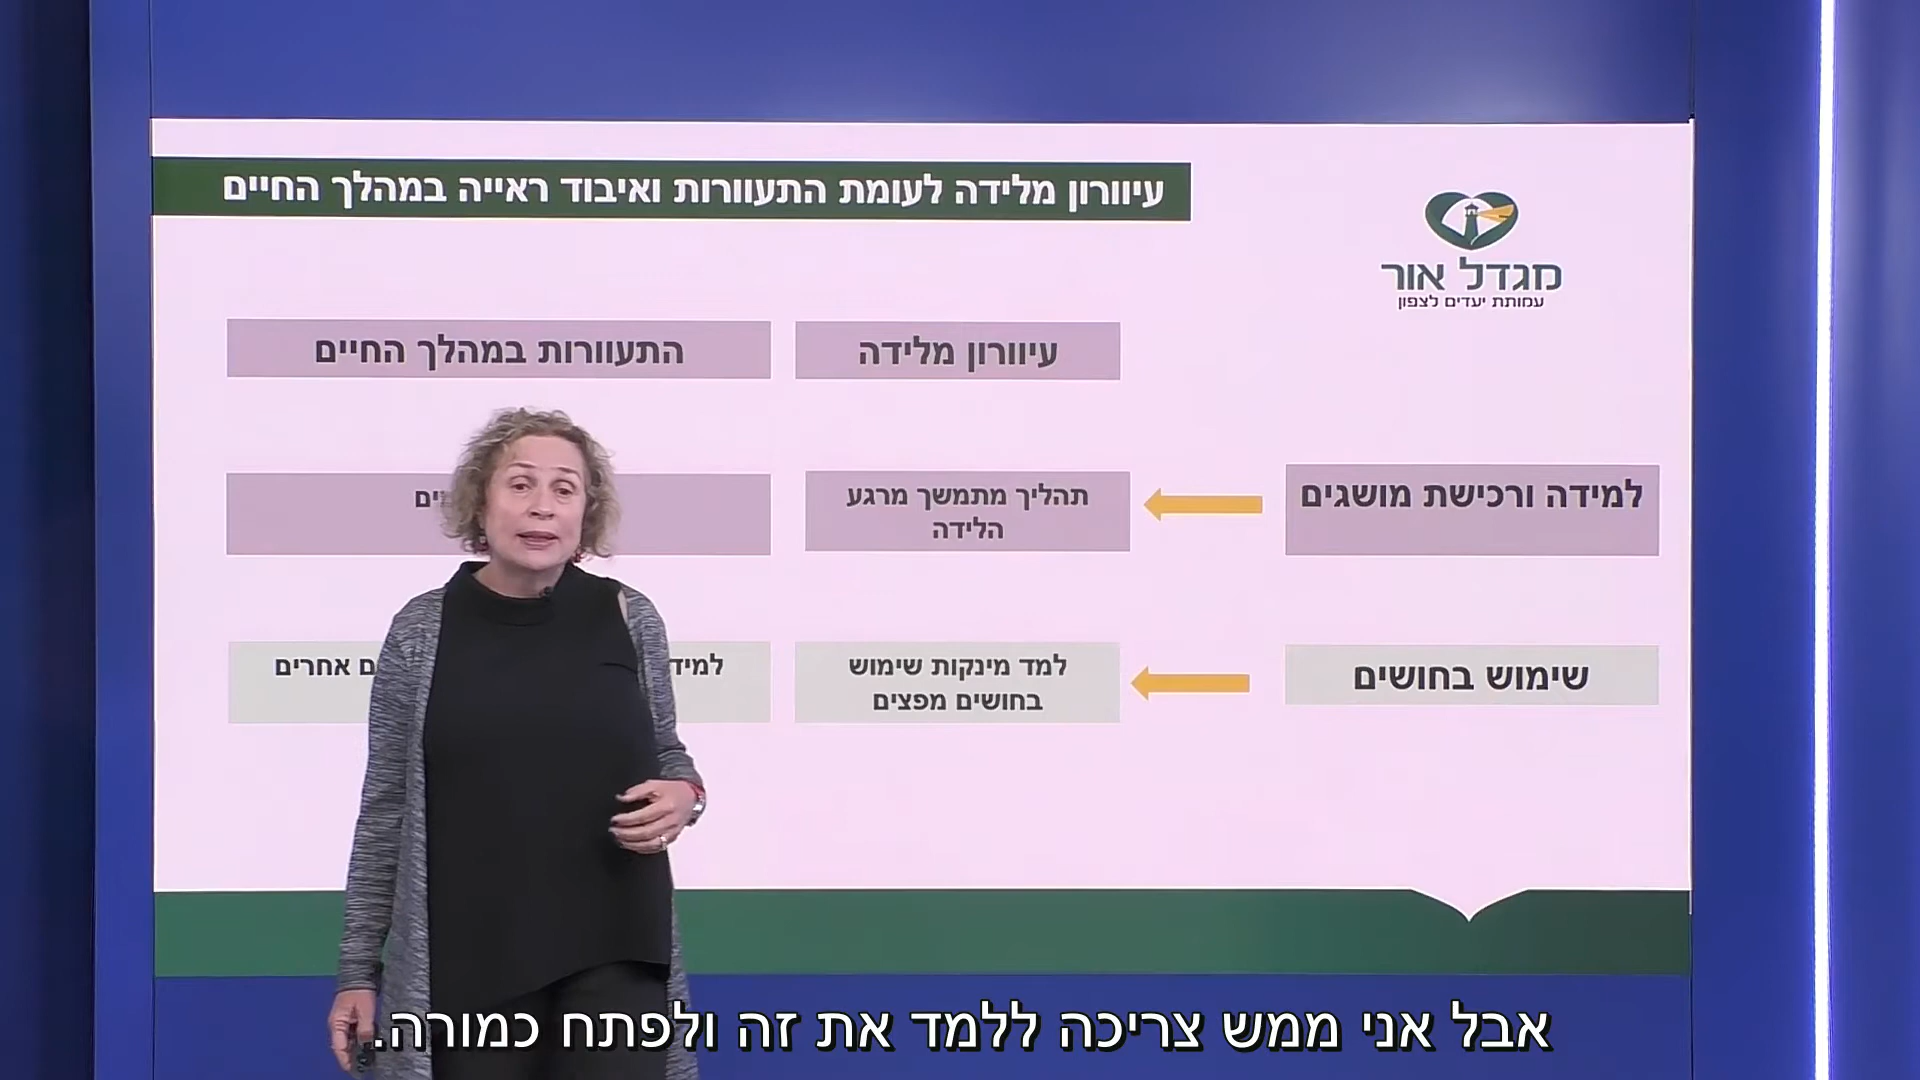 עיוורון מלידה לעומת התעוורות ואיבוד ראייה במהלך החיים
מגדל אור
עמותת יעדים לצפון
עיוורון מלידה
התעוורות במהלך החיים
למידה ורכישת מושגים
תהליך מתמשך מרגע
הלידה
שימוש בחושים
למד מינקות שימוש
בחושים מפצים
אחרים
אבל אני ממש צריכה ללמד את זה ולפתח כמורה.